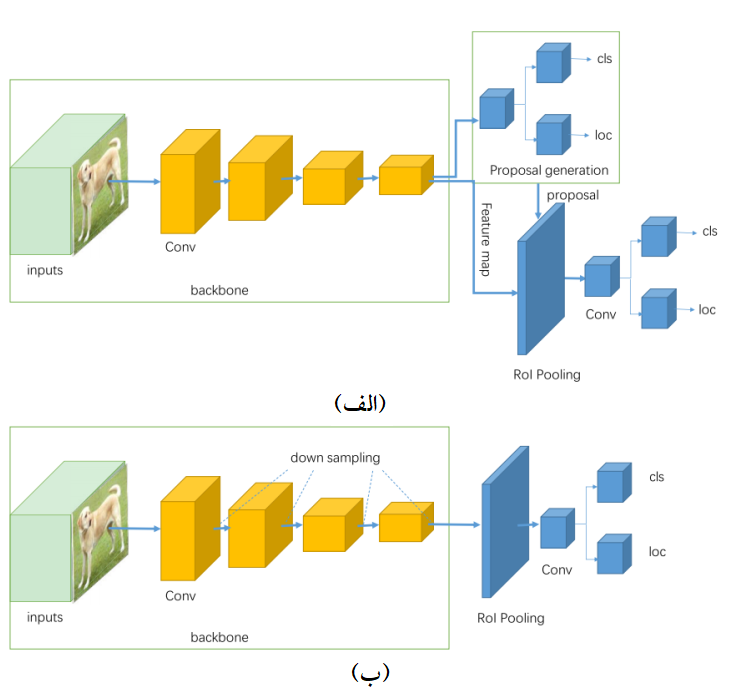 cls
loc
Proposal generation
proposal
Feature map
inputs
Conv
backbone
cls
loc
Conv
RoI Pooling
(الف)
down sampling
cls
loc
inputs
Conv
backbone
Conv
RoI Pooling
(ب)